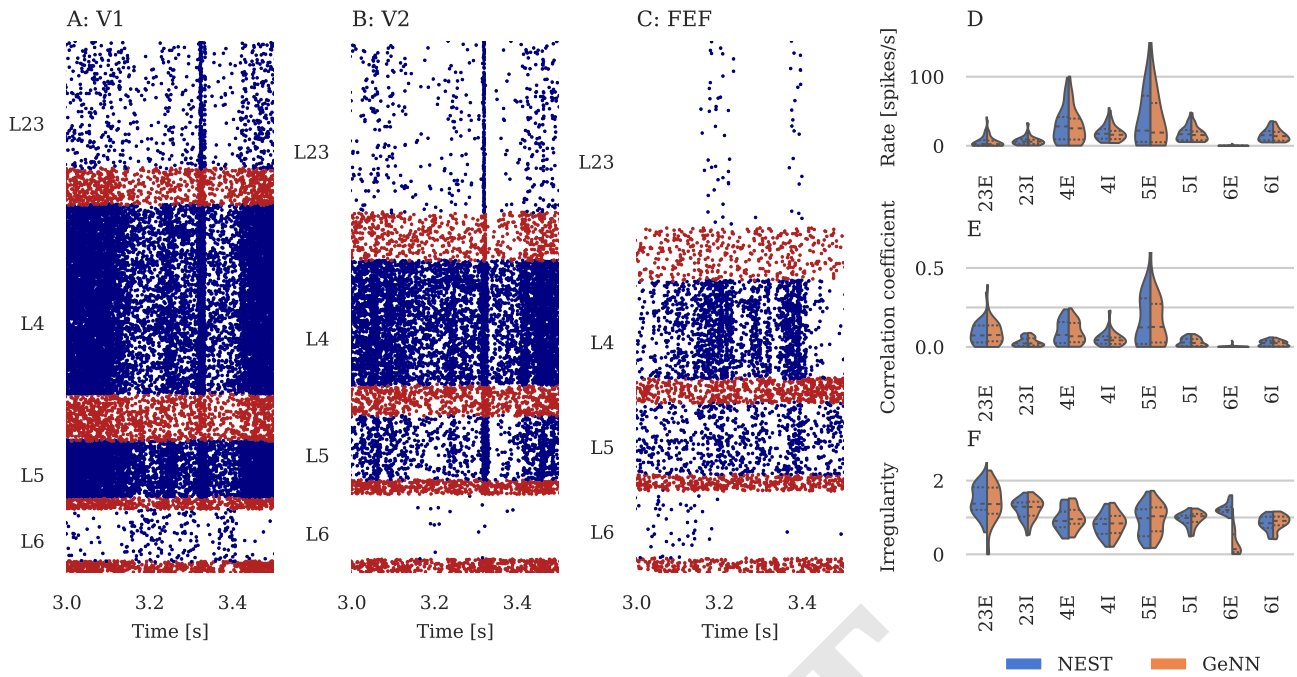 A: V1
B: V2
C: FEF
D
L23
L4
L5
L6
3.0 3.2 3.4
Time [s]
L23
L4
L5
L6
3.0 3.2 3.4
Time [s]
L23
L4
L5
L6
3.0 3.2 3.4
Time [s]
Rate [spikes/s]
100
0
23E 23I 4E 4I 5E 5I 6E 6I
E
Correlation coefficient
0.5
0.0
23E 23I 4E 4I 5E 5I 6E 6I
F
Irregularity
2
0
23E 23I 4E 4I 5E 5I 6E 6I
NEST GeNN